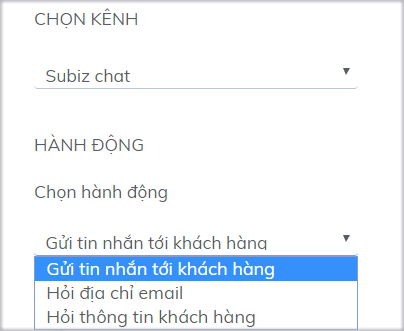 CHỌN KÊNH
Subiz chat
HÀNH ĐỘNG
Chọn hành động
Gửi tin nhắn tới khách hàng
Gửi tin nhắn tới khách hàng
Hỏi địa chỉ email
Hỏi thông tin khách hàng